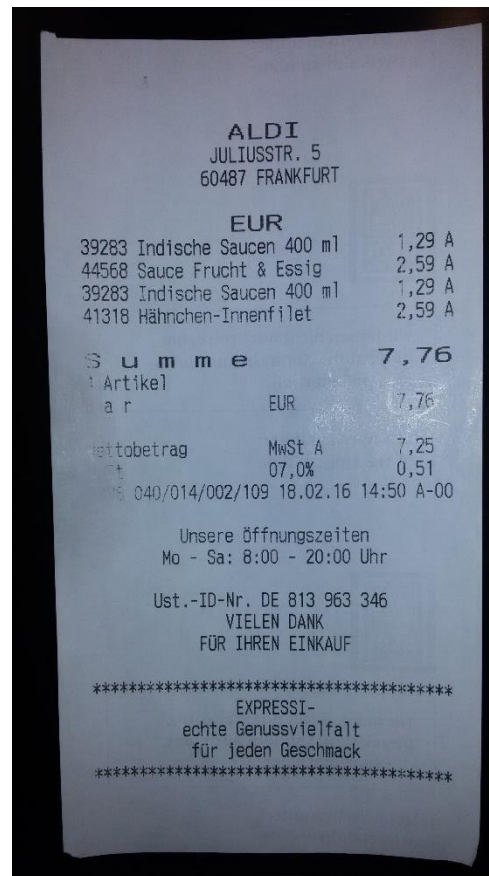 ALDI
JULIUSSTR. 5
60487 FRANKFURT
EUR
39283 Indische Saucen 400 ml 1,29 A
44568 Sauce Frucht & Essig 2,59 A
39283 Indische Saucen 400 ml 1,29 A
41318 Hähnchen-Innenfilet 2,59 A
S u m m e 7,76
Artikel
a r EUR 7,76
ettobetrag MwSt A 7,25
07,0% 0,51
040/014/002/109 18.02.16 14:50 A-00
Unsere Öffnungszeiten
Mo - Sa: 8:00 - 20:00 Uhr
Ust.-ID-Nr. DE 813 963 346
VIELEN DANK
FÜR IHREN EINKAUF
****************************************
EXPRESSI-
echte Genussvielfalt
für jeden Geschmack
****************************************